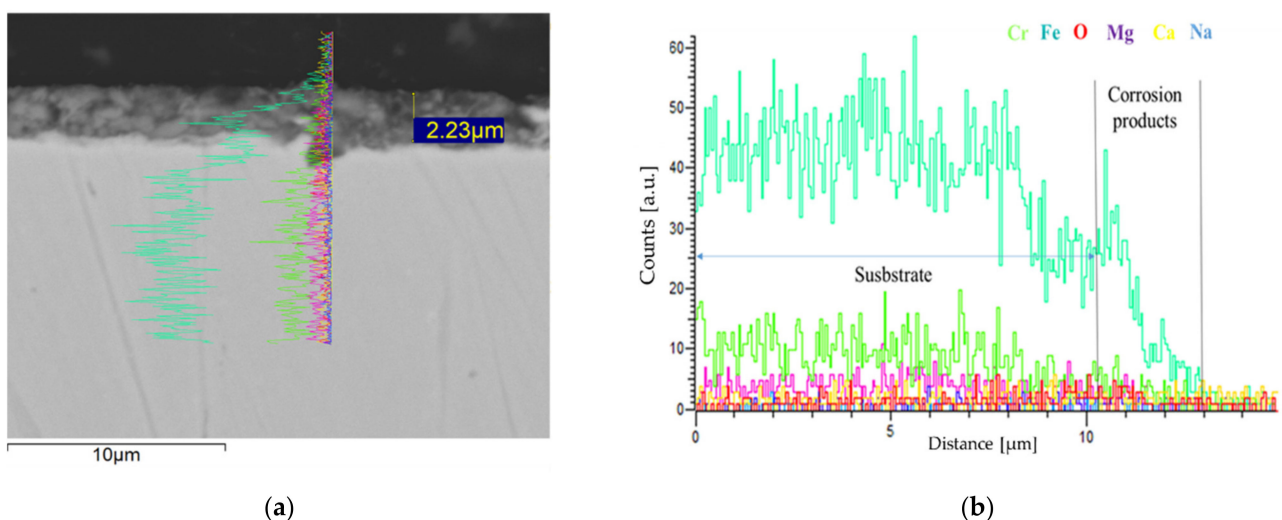 2.23µm
10µm
(a)
Cr Fe O Mg Ca Na
60
50
40
30
20
10
0
Counts [a.u.]
Corrosion
products
Susbstrate
0
5
10
Distance [µm]
(b)